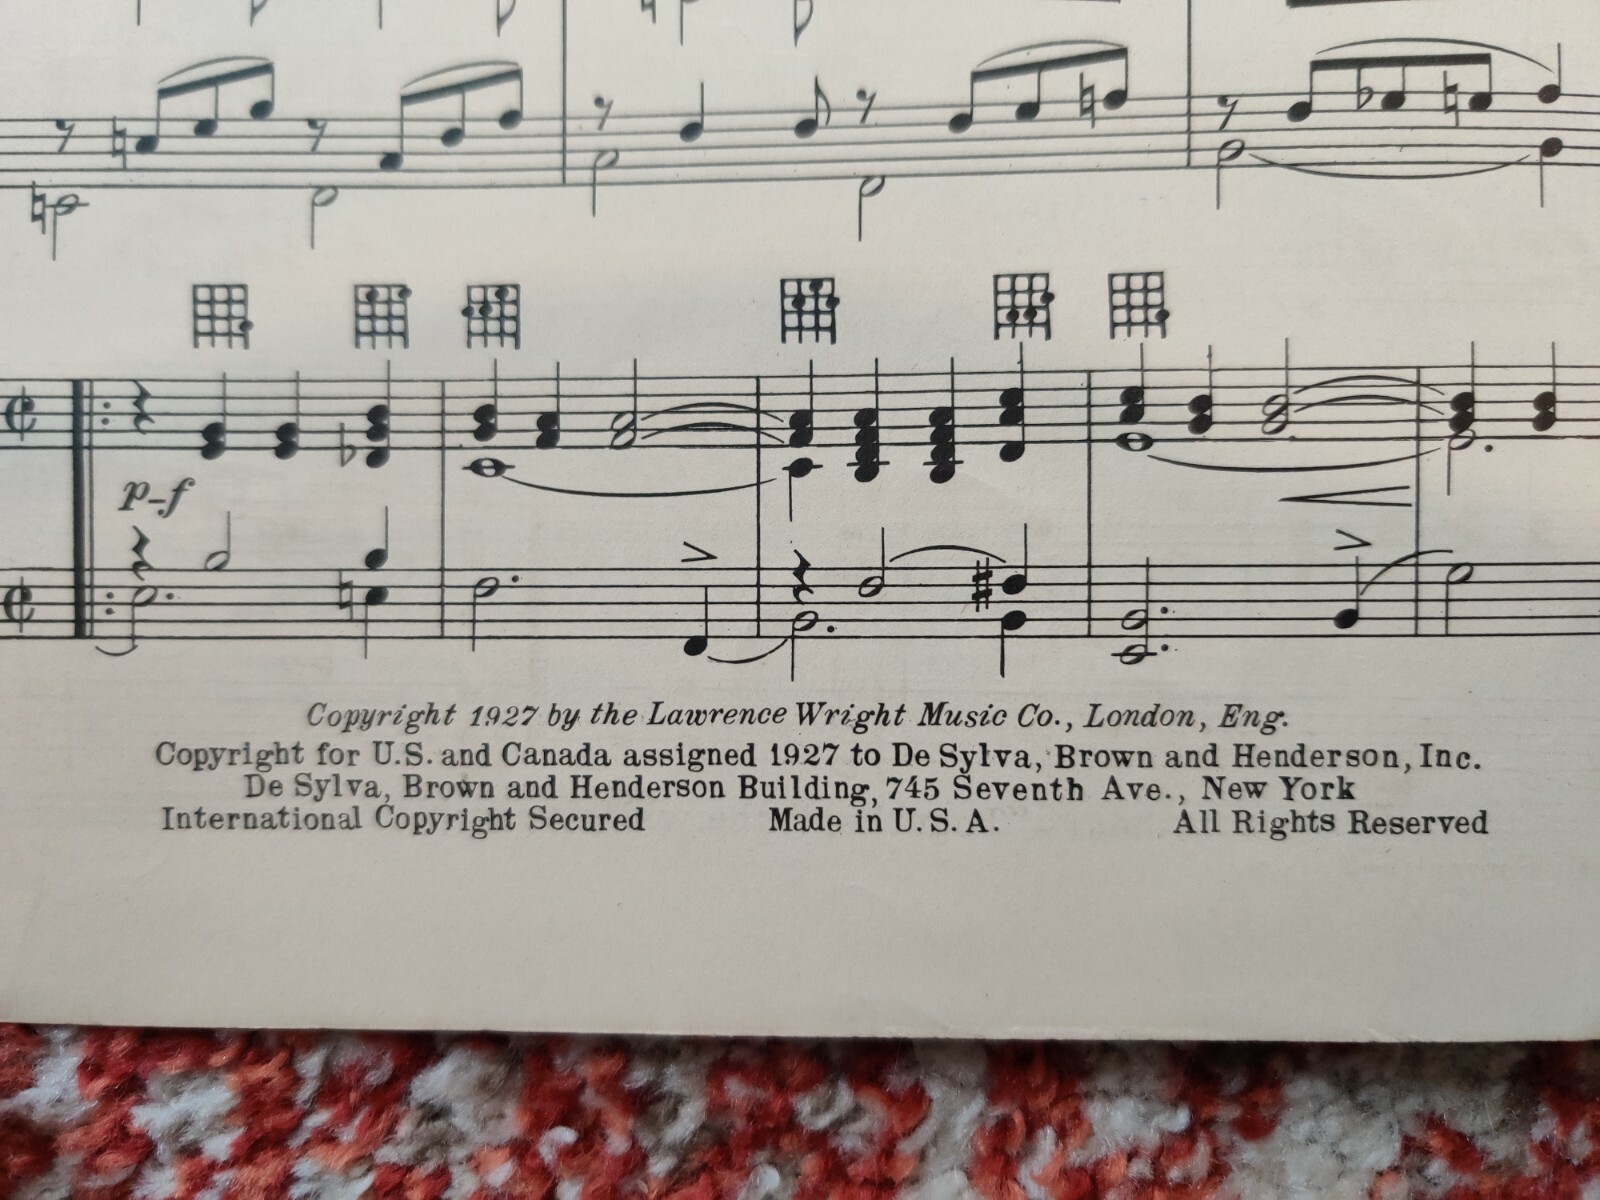 p-f
Copyright 1927 by the Lawrence Wright Music Co., London, Eng.
Copyright for U.S. and Canada assigned 1927 to De Sylva, Brown and Henderson, Inc.
De Sylva, Brown and Henderson Building, 745 Seventh Ave., New York
International Copyright Secured Made in U. S. A. All Rights Reserved